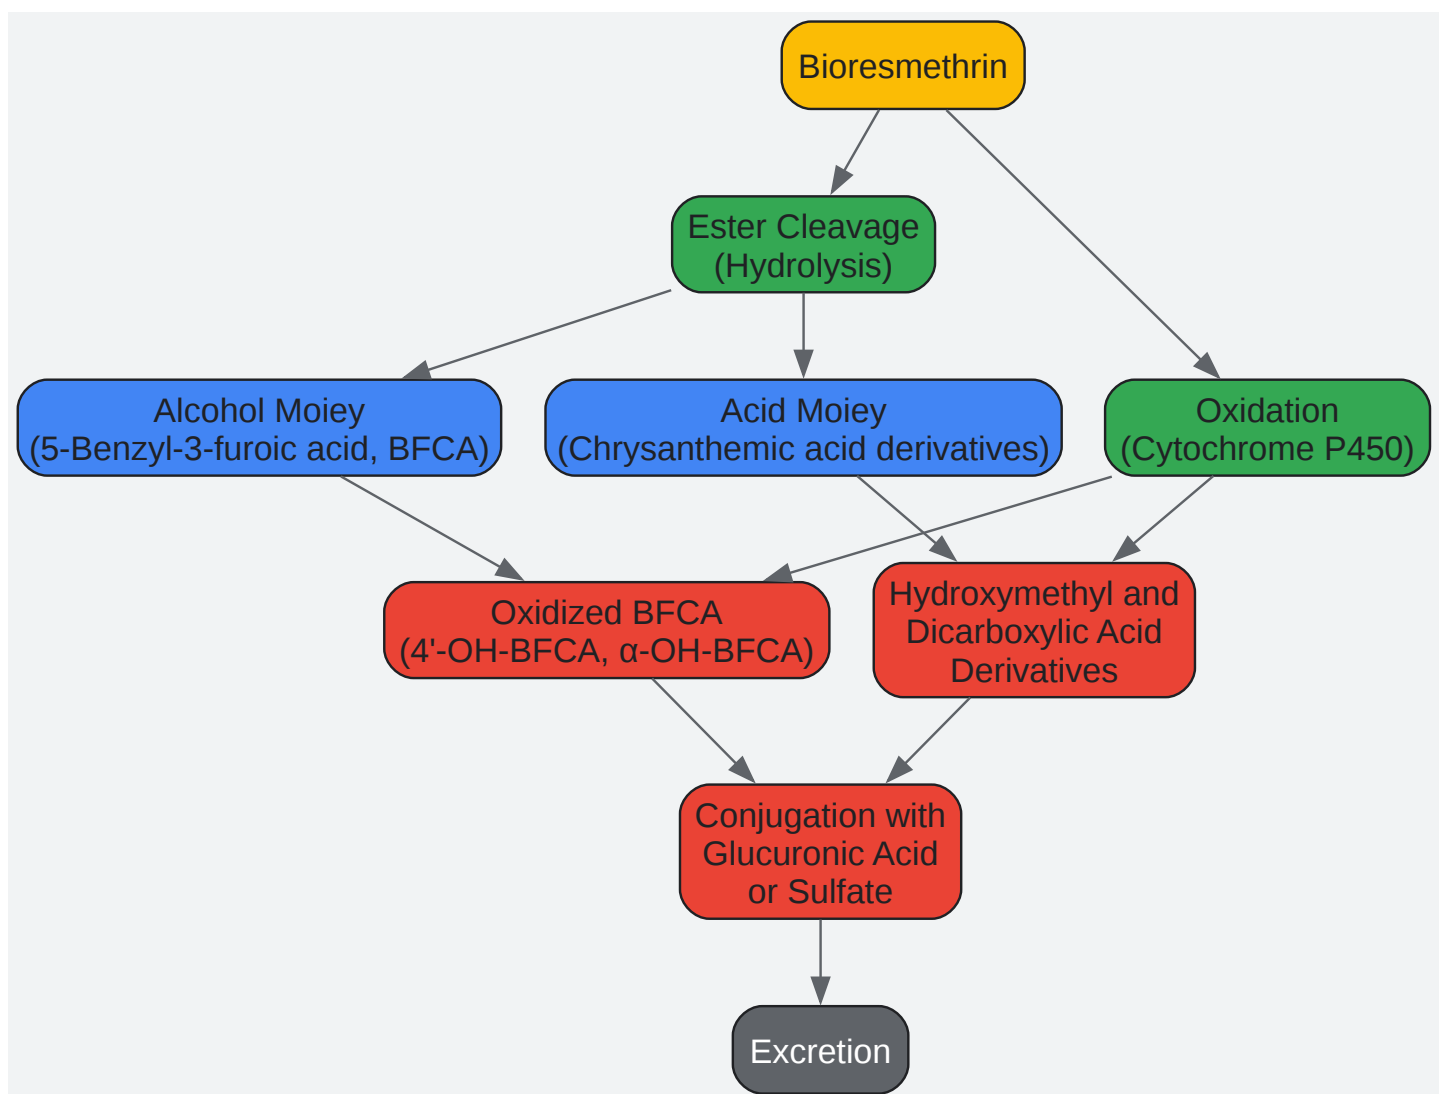 Bioresmethrin
Ester Cleavage
(Hydrolysis)
Alcohol Moiey
(5-Benzyl-3-furoic acid, BFCA)
Acid Moiey
(Chrysanthemic acid derivatives)
Oxidation
(Cytochrome P450)
Oxidized BFCA
(4'-OH-BFCA, α-OH-BFCA)
Hydroxymethyl and
Dicarboxylic Acid
Derivatives
Conjugation with
Glucuronic Acid
or Sulfate
Excretion